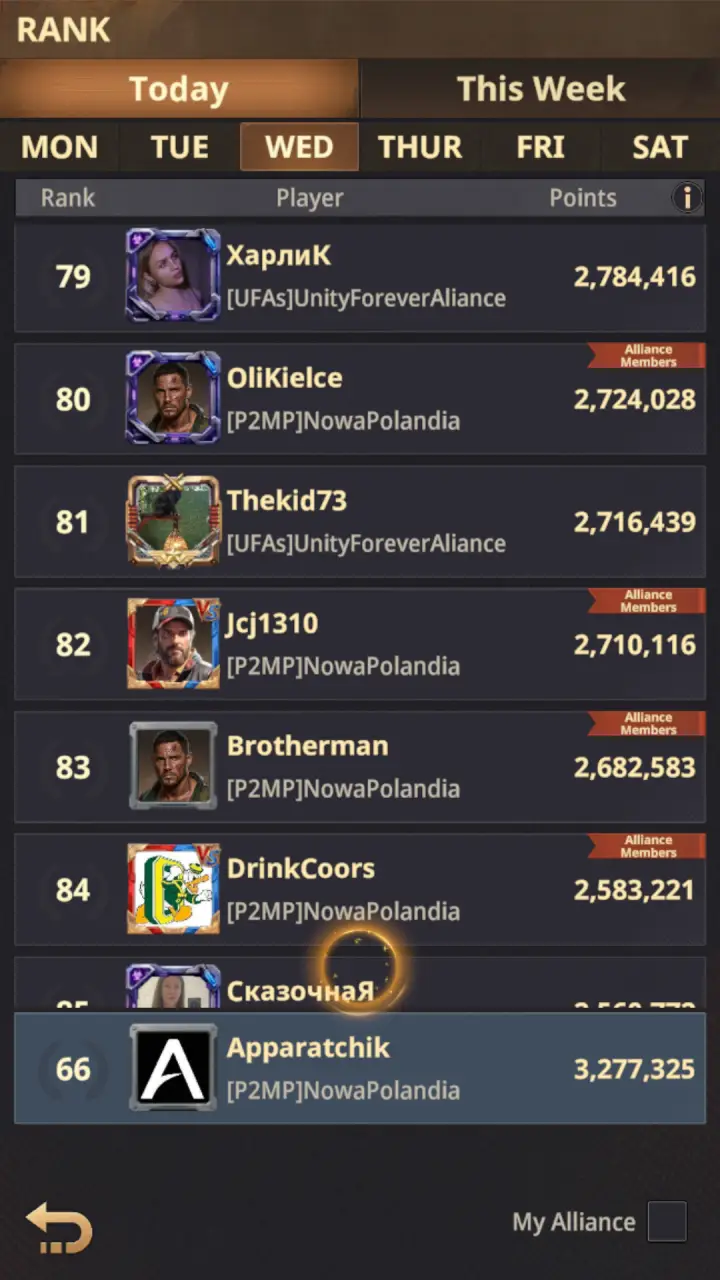 RANK
Today This Week
MON TUE WED THUR FRI SAT
Rank Player Points i
79 ХарлиК 2,784,416
[UFAs]UnityForeverAlliance
Alliance Members
80 OliKielce 2,724,028
[P2MP]NowaPolandia
81 Thekid73 2,716,439
[UFAs]UnityForeverAlliance
Alliance Members
82 Jcj1310 2,710,116
[P2MP]NowaPolandia
Alliance Members
83 Brotherman 2,682,583
[P2MP]NowaPolandia
Alliance Members
84 DrinkCoors 2,583,221
[P2MP]NowaPolandia
СказочнаЯ
66 Apparatchik 3,277,325
[P2MP]NowaPolandia
My Alliance